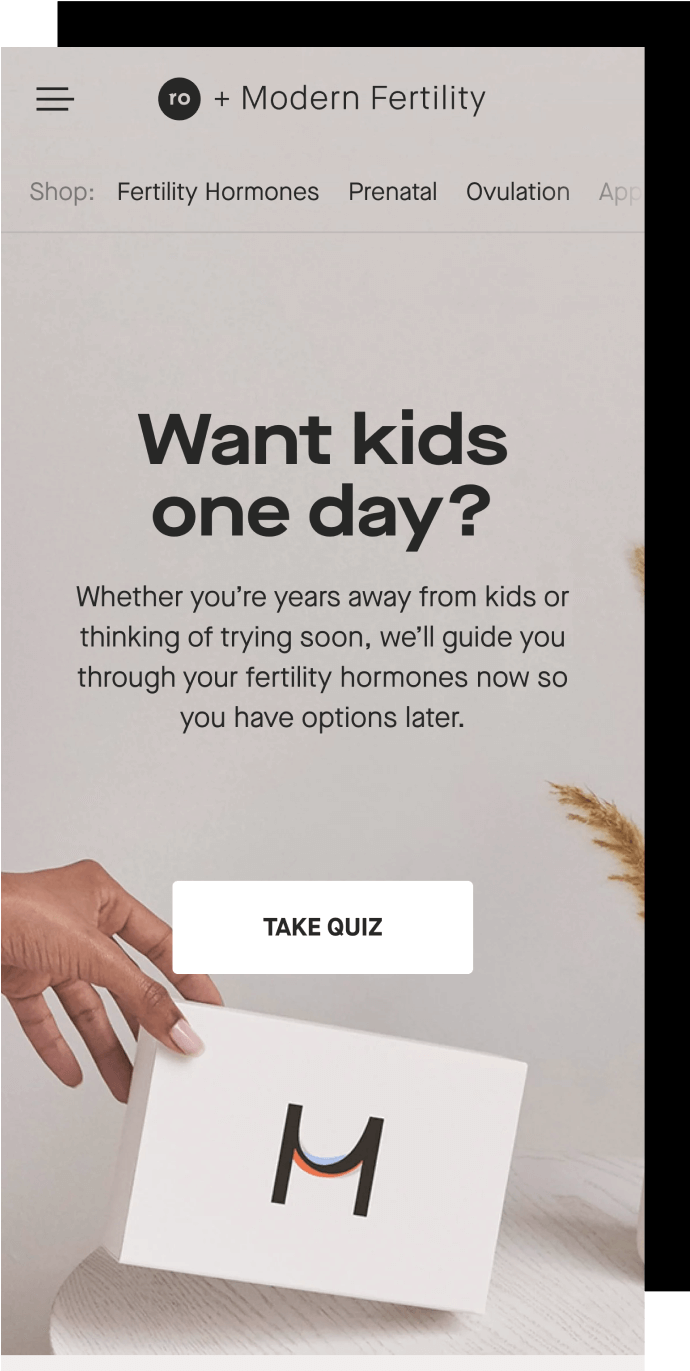 ro + Modern Fertility
Shop: Fertility Hormones Prenatal Ovulation App
Want kids
one day?
Whether you’re years away from kids or
thinking of trying soon, we’ll guide you
through your fertility hormones now so
you have options later.
TAKE QUIZ
M